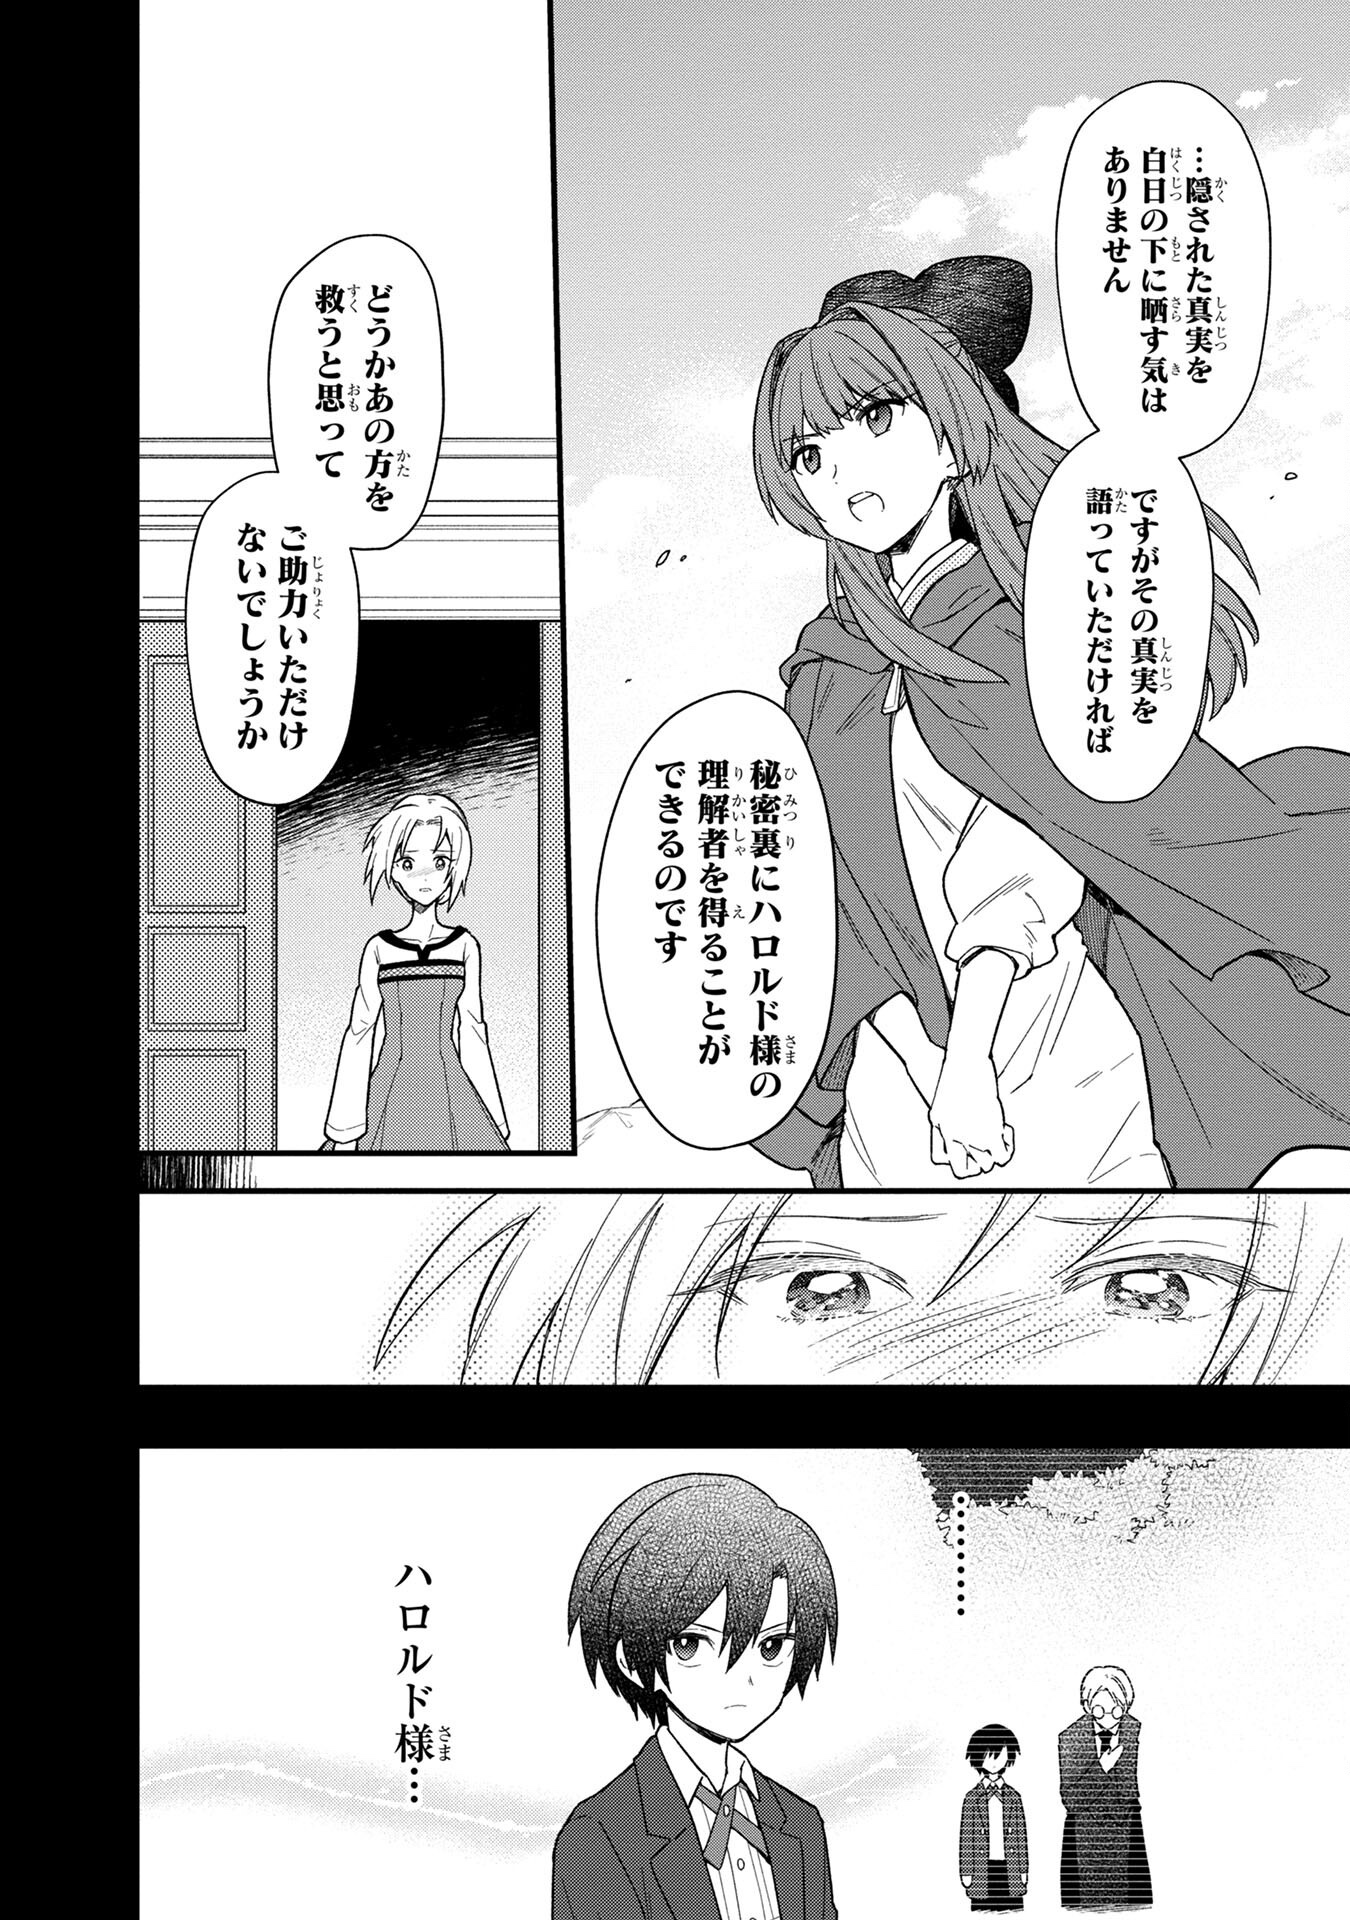 …隠された真実を
白日の下に晒す気は
ありません
ですがその真実を
語っていただければ
秘密裏にハロルド様の
理解者を得ることが
できるのです
どうかあの方を
救うと思って
ご助力いただけ
ないでしょうか
………
ハロルド様…